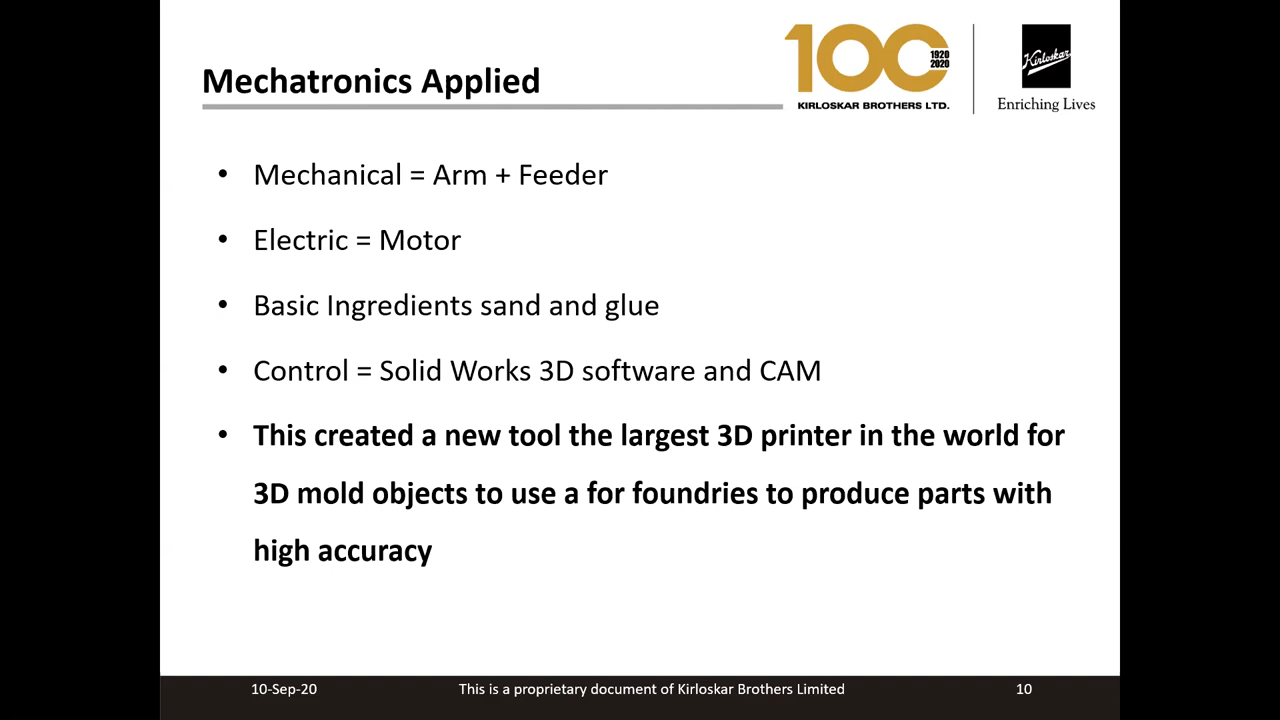 Mechatronics Applied
100
1920
2020
KIRLOSKAR BROTHERS LTD.
Kirloskar
Enriching Lives
• Mechanical = Arm + Feeder
• Electric = Motor
• Basic Ingredients sand and glue
• Control = Solid Works 3D software and CAM
• This created a new tool the largest 3D printer in the world for
3D mold objects to use a for foundries to produce parts with
high accuracy
10-Sep-20
This is a proprietary document of Kirloskar Brothers Limited
10